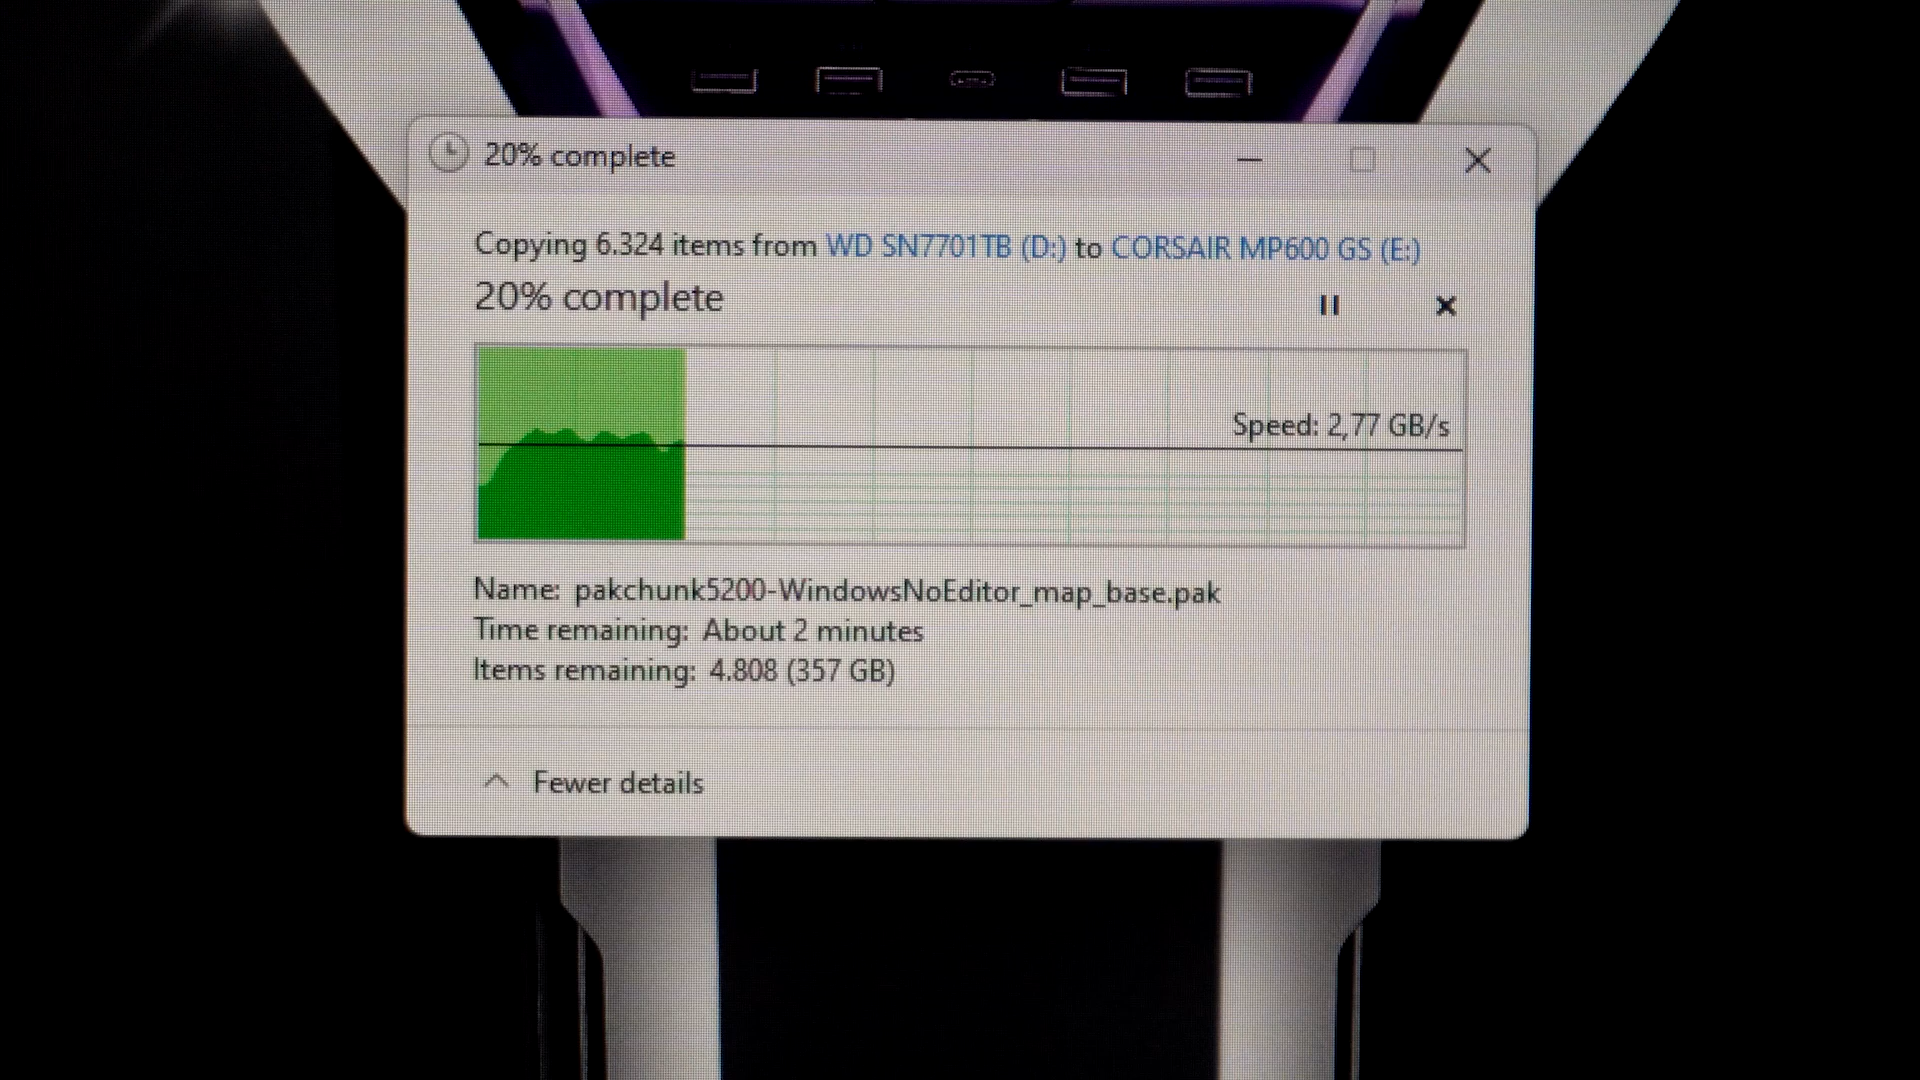 20% complete
Copying 6.324 items from WD SN7701TB (D:) to CORSAIR MP600 GS (E:)
20% complete
Speed: 2,77 GB/s
Name: pakchunk5200-WindowsNoEditor_map_base.pak
Time remaining: About 2 minutes
Items remaining: 4.808 (357 GB)
Fewer details